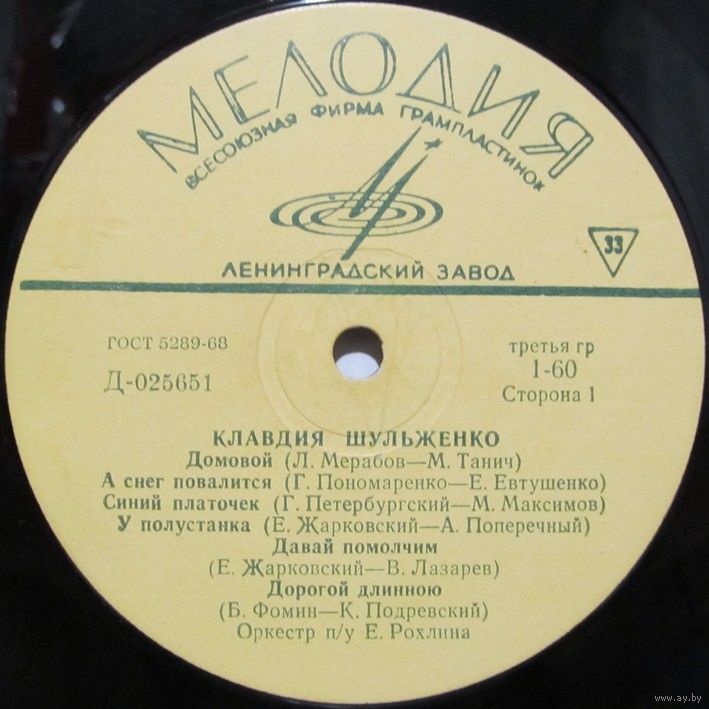 МЕЛОДИЯ
ВСЕСОЮЗНАЯ ФИРМА ГРАМПЛАСТИНОК
ЛЕНИНГРАДСКИЙ ЗАВОД
33
ГОСТ 5289-68
Д-025651
третья гр
1-60
Сторона 1
КЛАВДИЯ ШУЛЬЖЕНКО
Домовой (Л. Мерабов—М. Танич)
А снег повалится (Г. Пономаренко—Е. Евтушенко)
Синий платочек (Г. Петербургский—М. Максимов)
У полустанка (Е. Жарковский—А. Поперечный)
Давай помолчим
(Е. Жарковский—В. Лазарев)
Дорогой длинною
(Б. Фомин—К. Подревский)
Оркестр п/у Е. Рохлина
www.ay.by